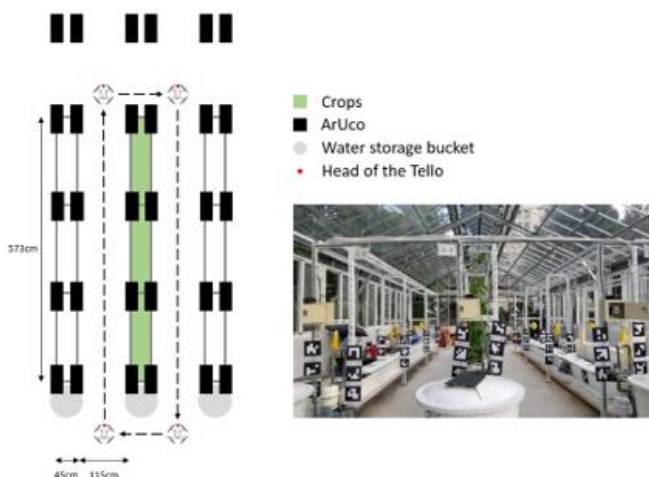 Crops
ArUco
Water storage bucket
Head of the Tello
573cm
45cm
115cm